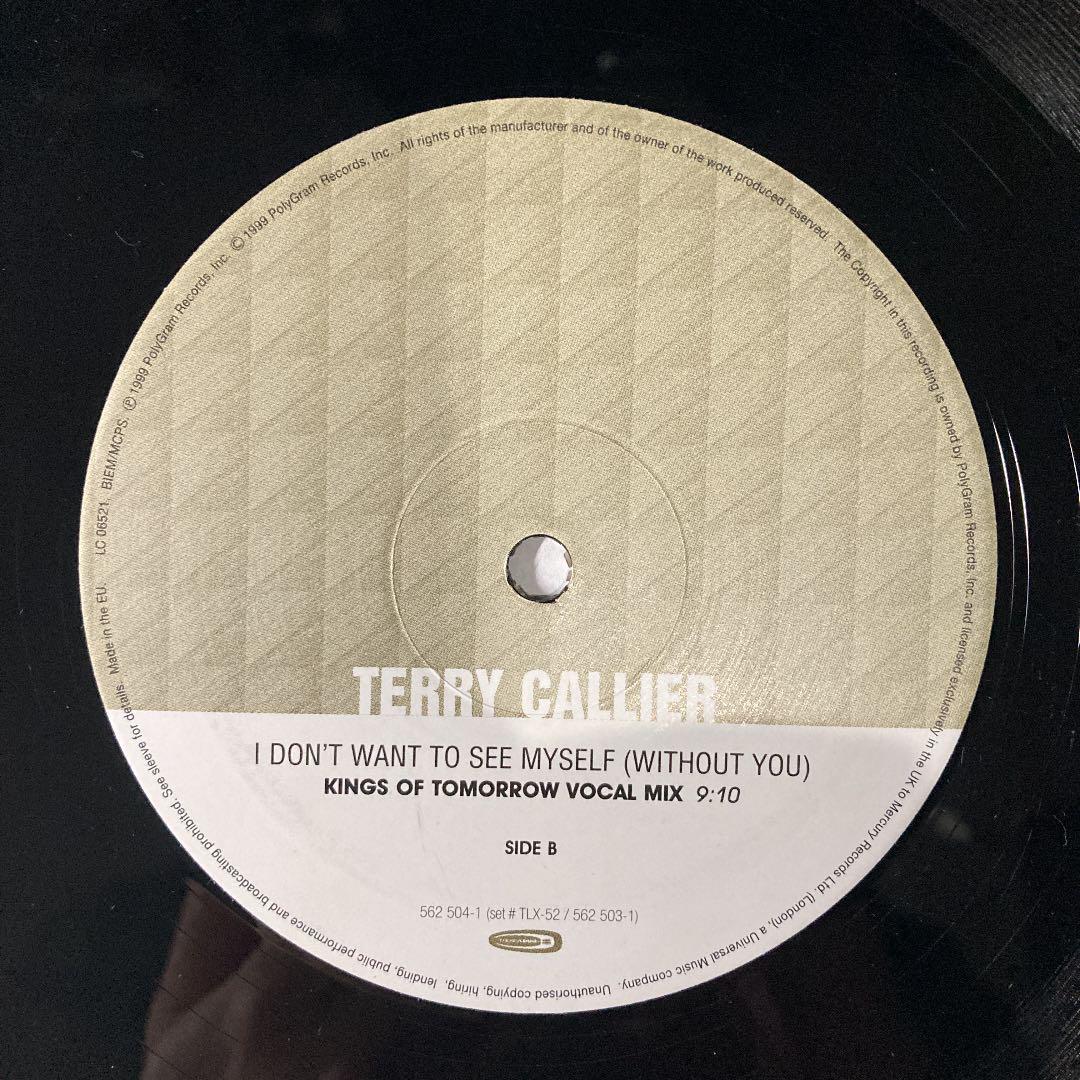 TERRY CALLIER
I DON'T WANT TO SEE MYSELF (WITHOUT YOU)
KINGS OF TOMORROW VOCAL MIX 9:10
SIDE B
562 504-1 (set # TLX-52 / 562 503-1)
Made in the EU. LC 06521. BIEM/MCPS. ℗ 1999 PolyGram Records, Inc. © 1999 PolyGram Records, Inc. All rights of the manufacturer and of the owner of the work produced reserved. The Copyright in this recording is owned by PolyGram Records, Inc. and licensed exclusively in the UK to Mercury Records Ltd. (London), a Universal Music company. Unauthorised copying, hiring, lending, public performance and broadcasting prohibited. See sleeve for details.